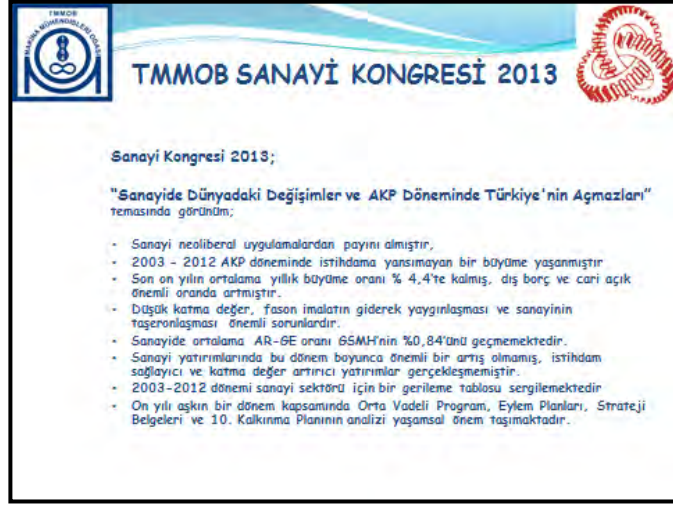 TMMOB
MAKİNA MÜHENDİSLERİ ODASI
TMMOB SANAYİ KONGRESİ 2013
Sanayi Kongresi 2013;
"Sanayide Dünyadaki Değişimler ve AKP Döneminde Türkiye'nin Açmazları"
temasında görünüm;
- Sanayi neoliberal uygulamalardan payını almıştır,
- 2003 - 2012 AKP döneminde istihdama yansımayan bir büyüme yaşanmıştır
- Son on yılın ortalama yıllık büyüme oranı % 4,4'te kalmış, dış borç ve cari açık
önemli oranda artmıştır.
- Düşük katma değer, fason imalatın giderek yaygınlaşması ve sanayinin
taşeronlaşması önemli sorunlardır.
- Sanayide ortalama AR-GE oranı GSMH'nin %0,84'ünü geçmemektedir.
- Sanayi yatırımlarında bu dönem boyunca önemli bir artış olmamış, istihdam
sağlayıcı ve katma değer artırıcı yatırımlar gerçekleşmemiştir.
- 2003-2012 dönemi sanayi sektörü için bir gerileme tablosu sergilemektedir
- On yılı aşkın bir dönem kapsamında Orta Vadeli Program, Eylem Planları, Strateji
Belgeleri ve 10. Kalkınma Planının analizi yaşamsal önem taşımaktadır.